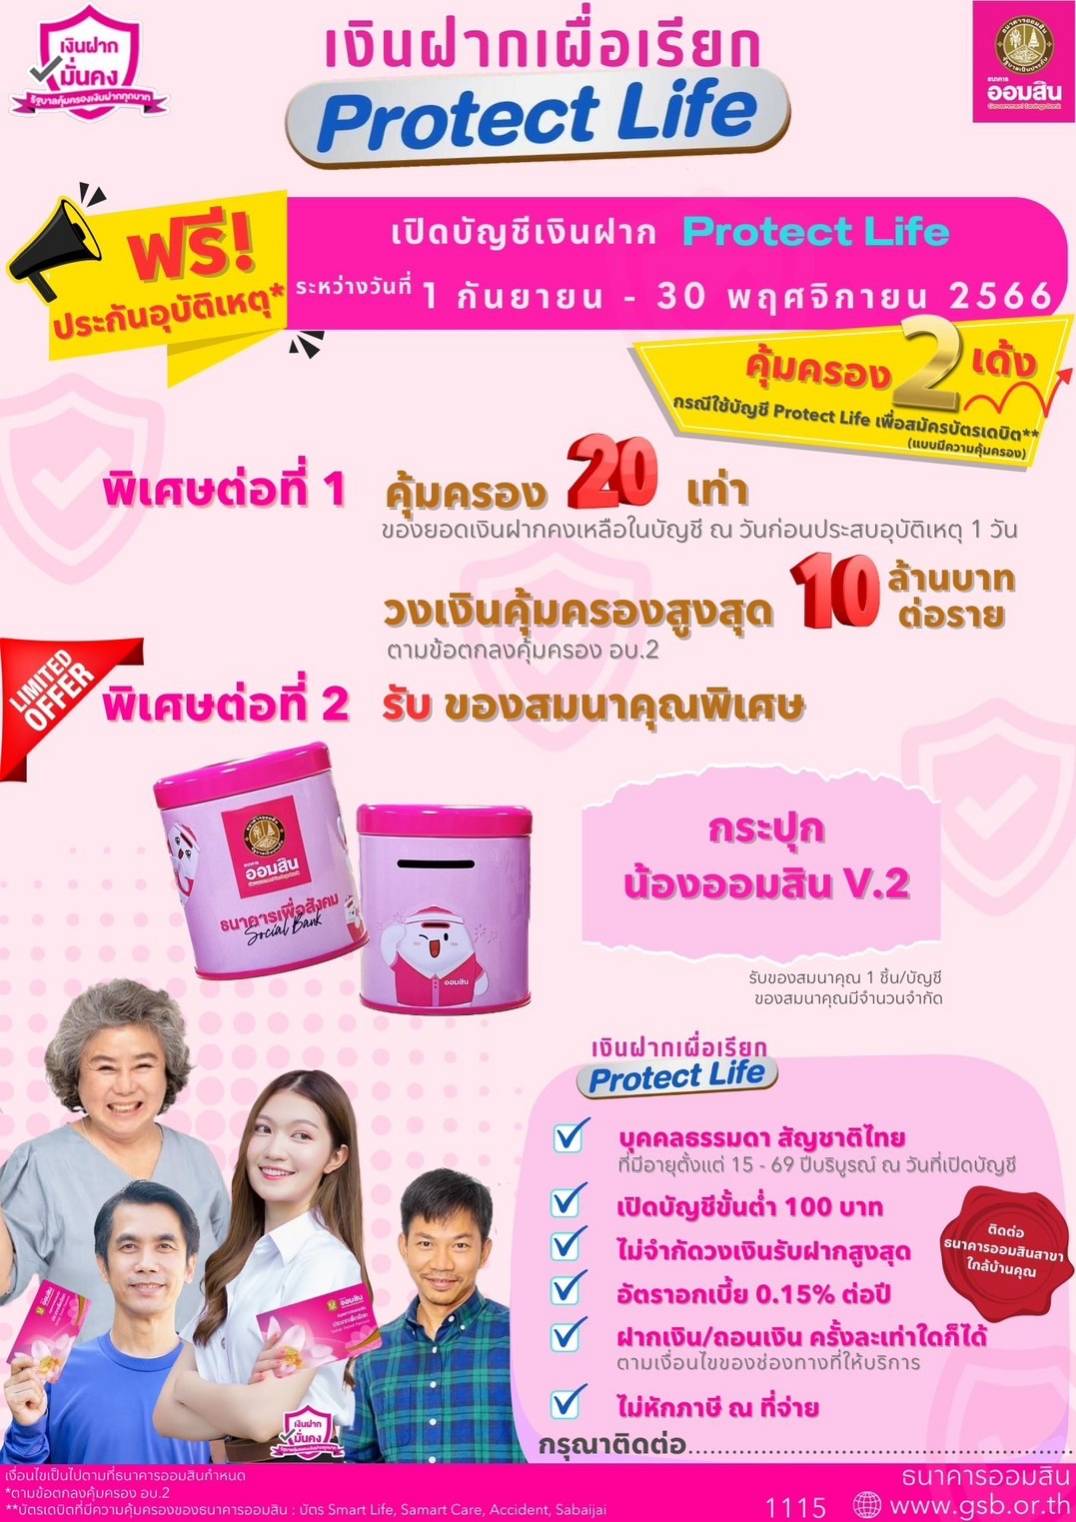 เงินฝาก
มั่นคง
รัฐบาลคุ้มครองเงินฝากทุกบาท
เงินฝากเผื่อเรียก
Protect Life
ธนาคาร
ออมสิน
Government Savings Bank
ฟรี!
ประกันอุบัติเหตุ*
เปิดบัญชีเงินฝาก Protect Life
ระหว่างวันที่ 1 กันยายน - 30 พฤศจิกายน 2566
คุ้มครอง 2 เด้ง
กรณีใช้บัญชี Protect Life เพื่อสมัครบัตรเดบิต**
(แบบมีความคุ้มครอง)
พิเศษต่อที่ 1 คุ้มครอง 20 เท่า
ของยอดเงินฝากคงเหลือในบัญชี ณ วันก่อนประสบอุบัติเหตุ 1 วัน
วงเงินคุ้มครองสูงสุด 10 ล้านบาท
ต่อราย
ตามข้อตกลงคุ้มครอง อบ.2
LIMITED
OFFER
พิเศษต่อที่ 2 รับ ของสมนาคุณพิเศษ
ธนาคาร
ออมสิน
ธนาคารเพื่อสังคม
Social Bank
ออมสิน
กระปุก
น้องออมสิน V.2
รับของสมนาคุณ 1 ชิ้น/บัญชี
ของสมนาคุณมีจำนวนจำกัด
เงินฝากเผื่อเรียก
Protect Life
บุคคลธรรมดา สัญชาติไทย
ที่มีอายุตั้งแต่ 15 - 69 ปีบริบูรณ์ ณ วันที่เปิดบัญชี
เปิดบัญชีขั้นต่ำ 100 บาท
ไม่จำกัดวงเงินรับฝากสูงสุด
อัตราอกเบี้ย 0.15% ต่อปี
ฝากเงิน/ถอนเงิน ครั้งละเท่าใดก็ได้
ตามเงื่อนไขของช่องทางที่ให้บริการ
ไม่หักภาษี ณ ที่จ่าย
ติดต่อ
ธนาคารออมสินสาขา
ใกล้บ้านคุณ
ออมสิน
ออมสิน
เงินฝาก
มั่นคง
กรุณาติดต่อ......................................................
เงื่อนไขเป็นไปตามที่ธนาคารออมสินกำหนด
*ตามข้อตกลงคุ้มครอง อบ.2
**บัตรเดบิตที่มีความคุ้มครองของธนาคารออมสิน : บัตร Smart Life, Samart Care, Accident, Sabaijai
ธนาคารออมสิน
1115 www.gsb.or.th